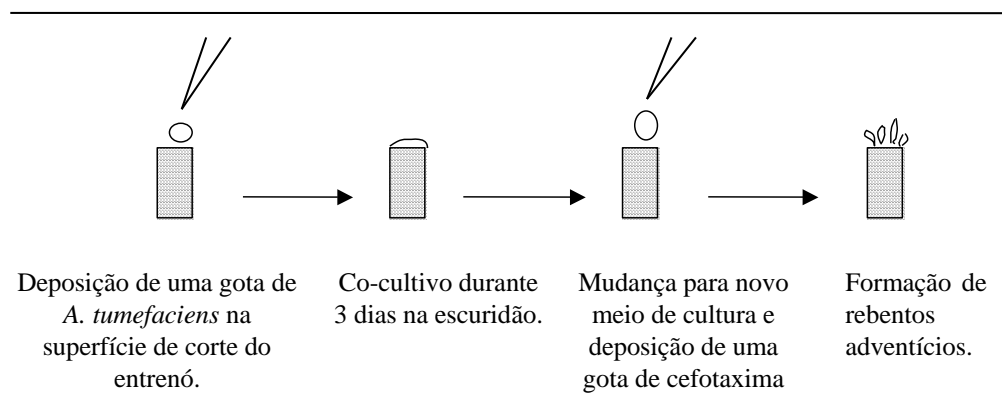 Deposição de uma gota de
A. tumefaciens na
superfície de corte do
entrenó.
Co-cultivo durante
3 dias na escuridão.
Mudança para novo
meio de cultura e
deposição de uma
gota de cefotaxima
Formação de
rebentos
adventícios.